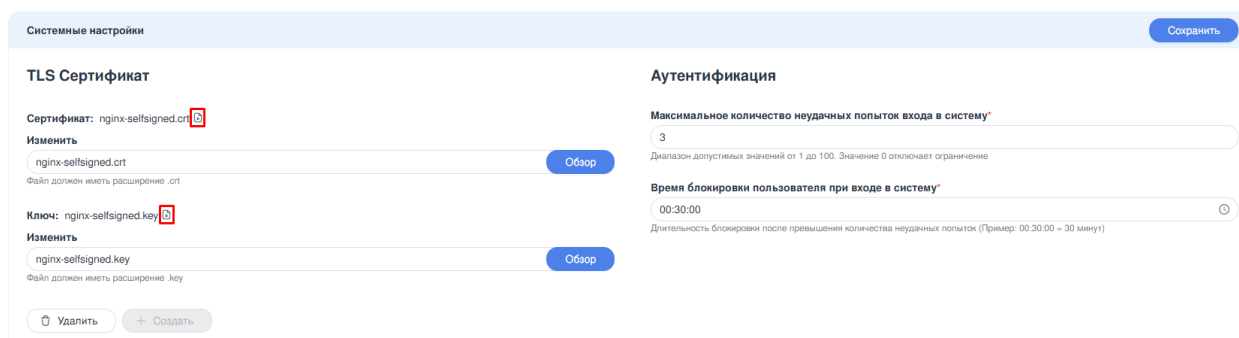 Системные настройки
Сохранить
TLS Сертификат
Сертификат: nginx-selfsigned.crt
Изменить
nginx-selfsigned.crt
Обзор
Файл должен иметь расширение .crt
Ключ: nginx-selfsigned.key
Изменить
nginx-selfsigned.key
Обзор
Файл должен иметь расширение .key
Удалить
+ Создать
Аутентификация
Максимальное количество неудачных попыток входа в систему*
3
Диапазон допустимых значений от 1 до 100. Значение 0 отключает ограничение
Время блокировки пользователя при входе в систему*
00:30:00
Длительность блокировки после превышения количества неудачных попыток (Пример: 00:30:00 = 30 минут)